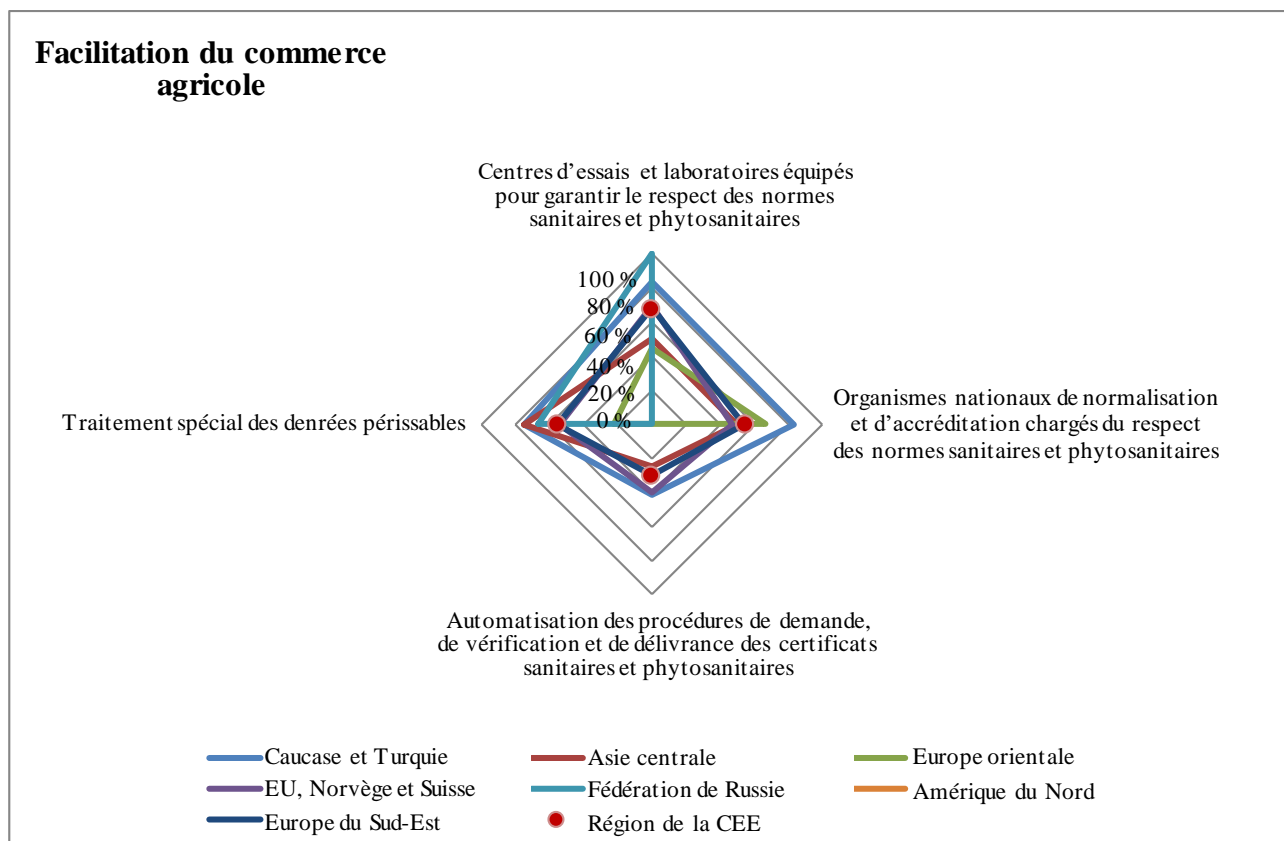 Facilitation du commerce
agricole
Centres d’essais et laboratoires équipés
pour garantir le respect des normes
sanitaires et phytosanitaires
100 %
80 %
60 %
40 %
20 %
0 %
Traitement spécial des denrées périssables
Organismes nationaux de normalisation
et d’accréditation chargés du respect
des normes sanitaires et phytosanitaires
Automatisation des procédures de demande,
de vérification et de délivrance des certificats
sanitaires et phytosanitaires
Caucase et Turquie
Asie centrale
Europe orientale
EU, Norvège et Suisse
Fédération de Russie
Amérique du Nord
Europe du Sud-Est
Région de la CEE